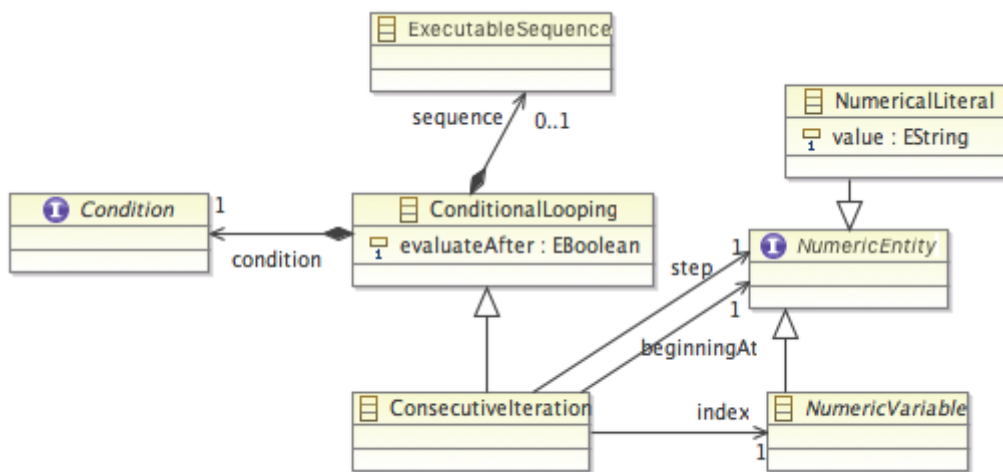 ExecutableSequence
sequence
0..1
NumericalLiteral
1
value : EString
I
Condition
1
ConditionalLooping
1
evaluateAfter : EBoolean
condition
step
1
I
NumericEntity
1
beginningAt
ConsecutiveIteration
index
1
NumericVariable